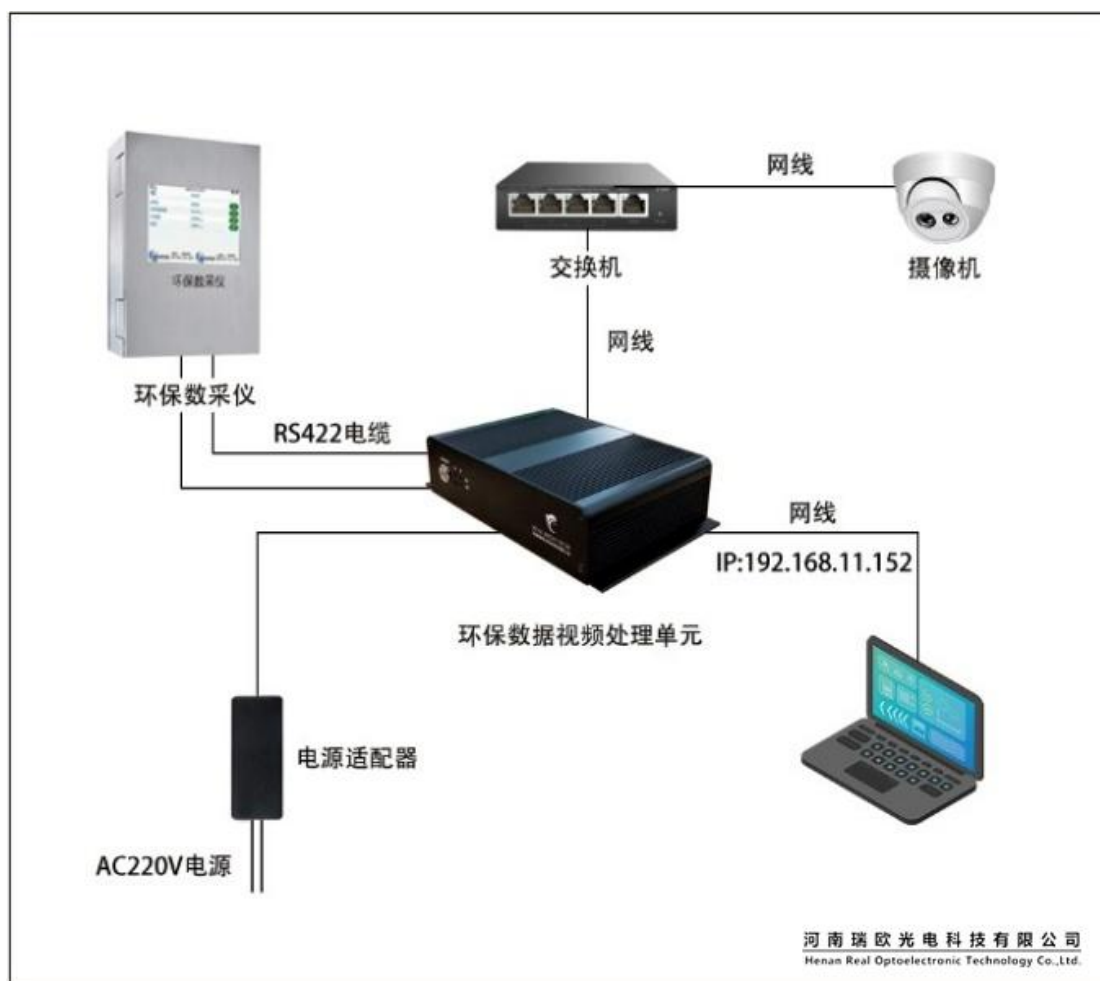 网线
交换机
摄像机
环保数采仪
环保数采仪
网线
RS422电缆
网线
IP:192.168.11.152
环保数据视频处理单元
电源适配器
AC220V电源
河南瑞欧光电科技有限公司
Henan Real Optoelectronic Technology Co.,Ltd.